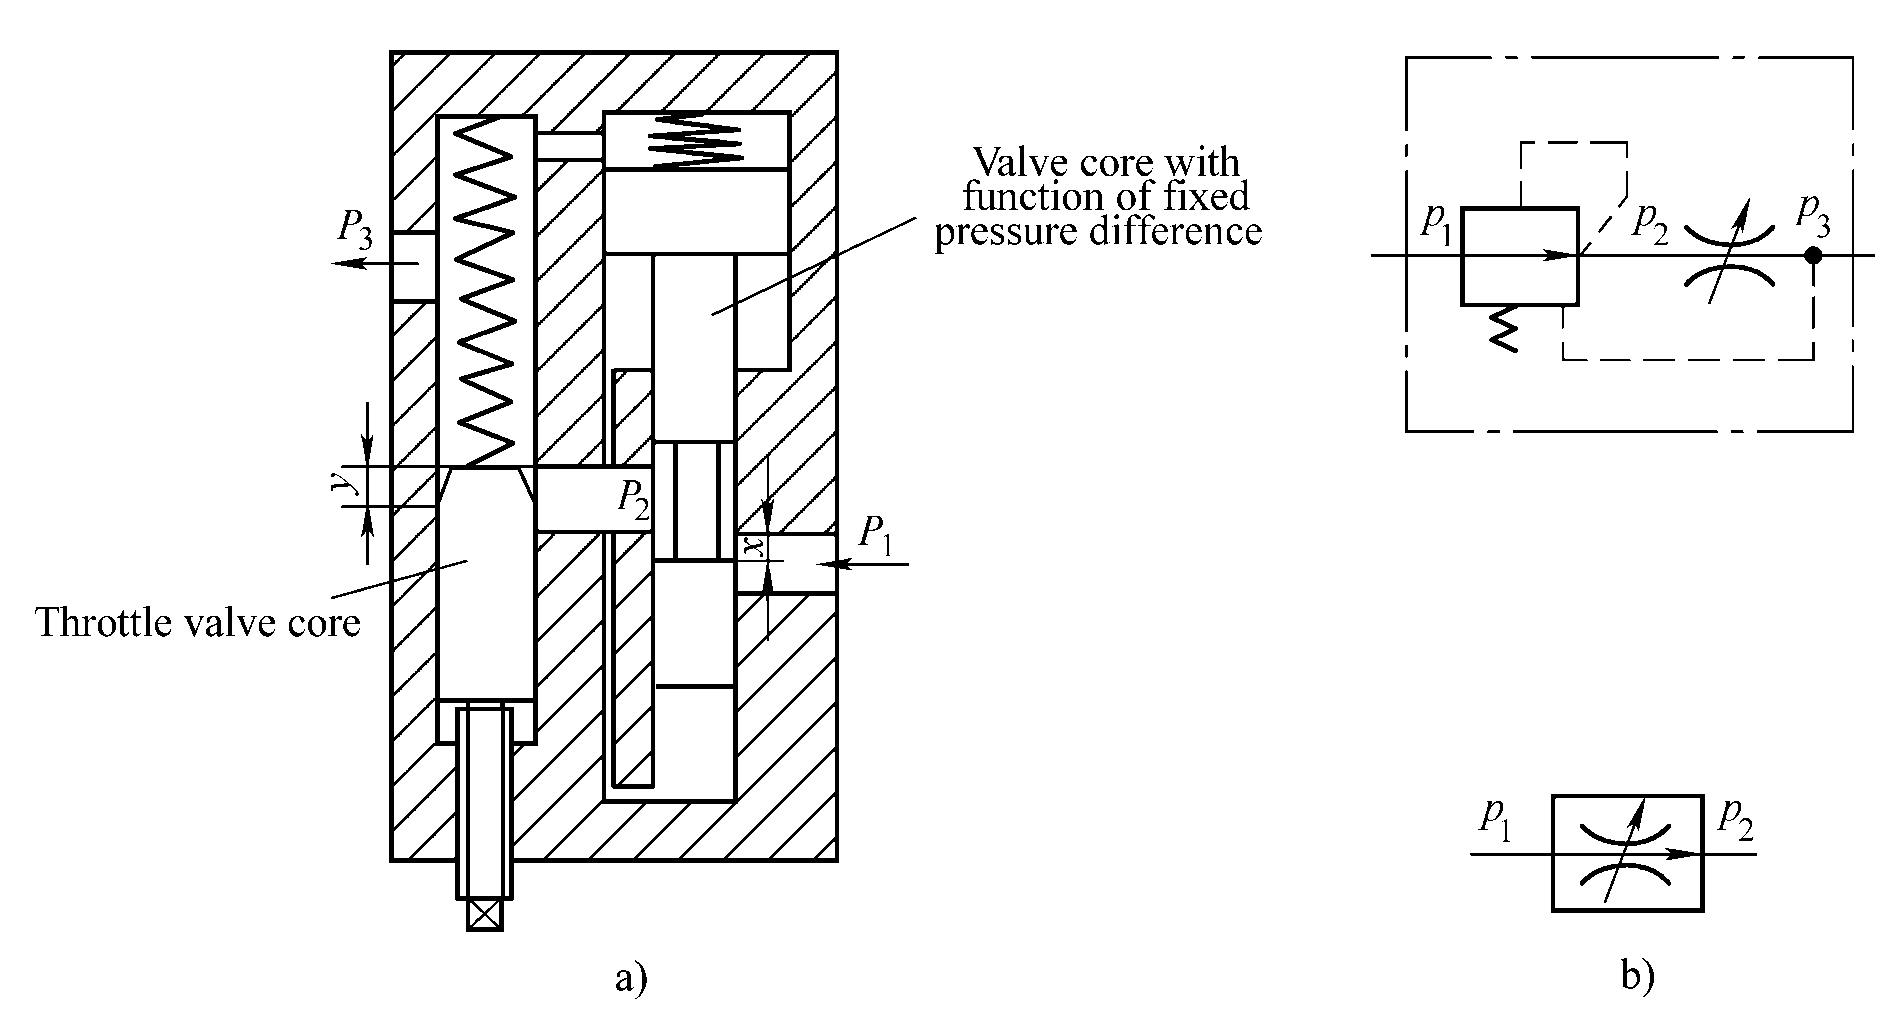 Valve core with
function of fixed
pressure difference
P3
y
P2
x
P1
Throttle valve core
a)
p1
p2
p3
p1
p2
b)